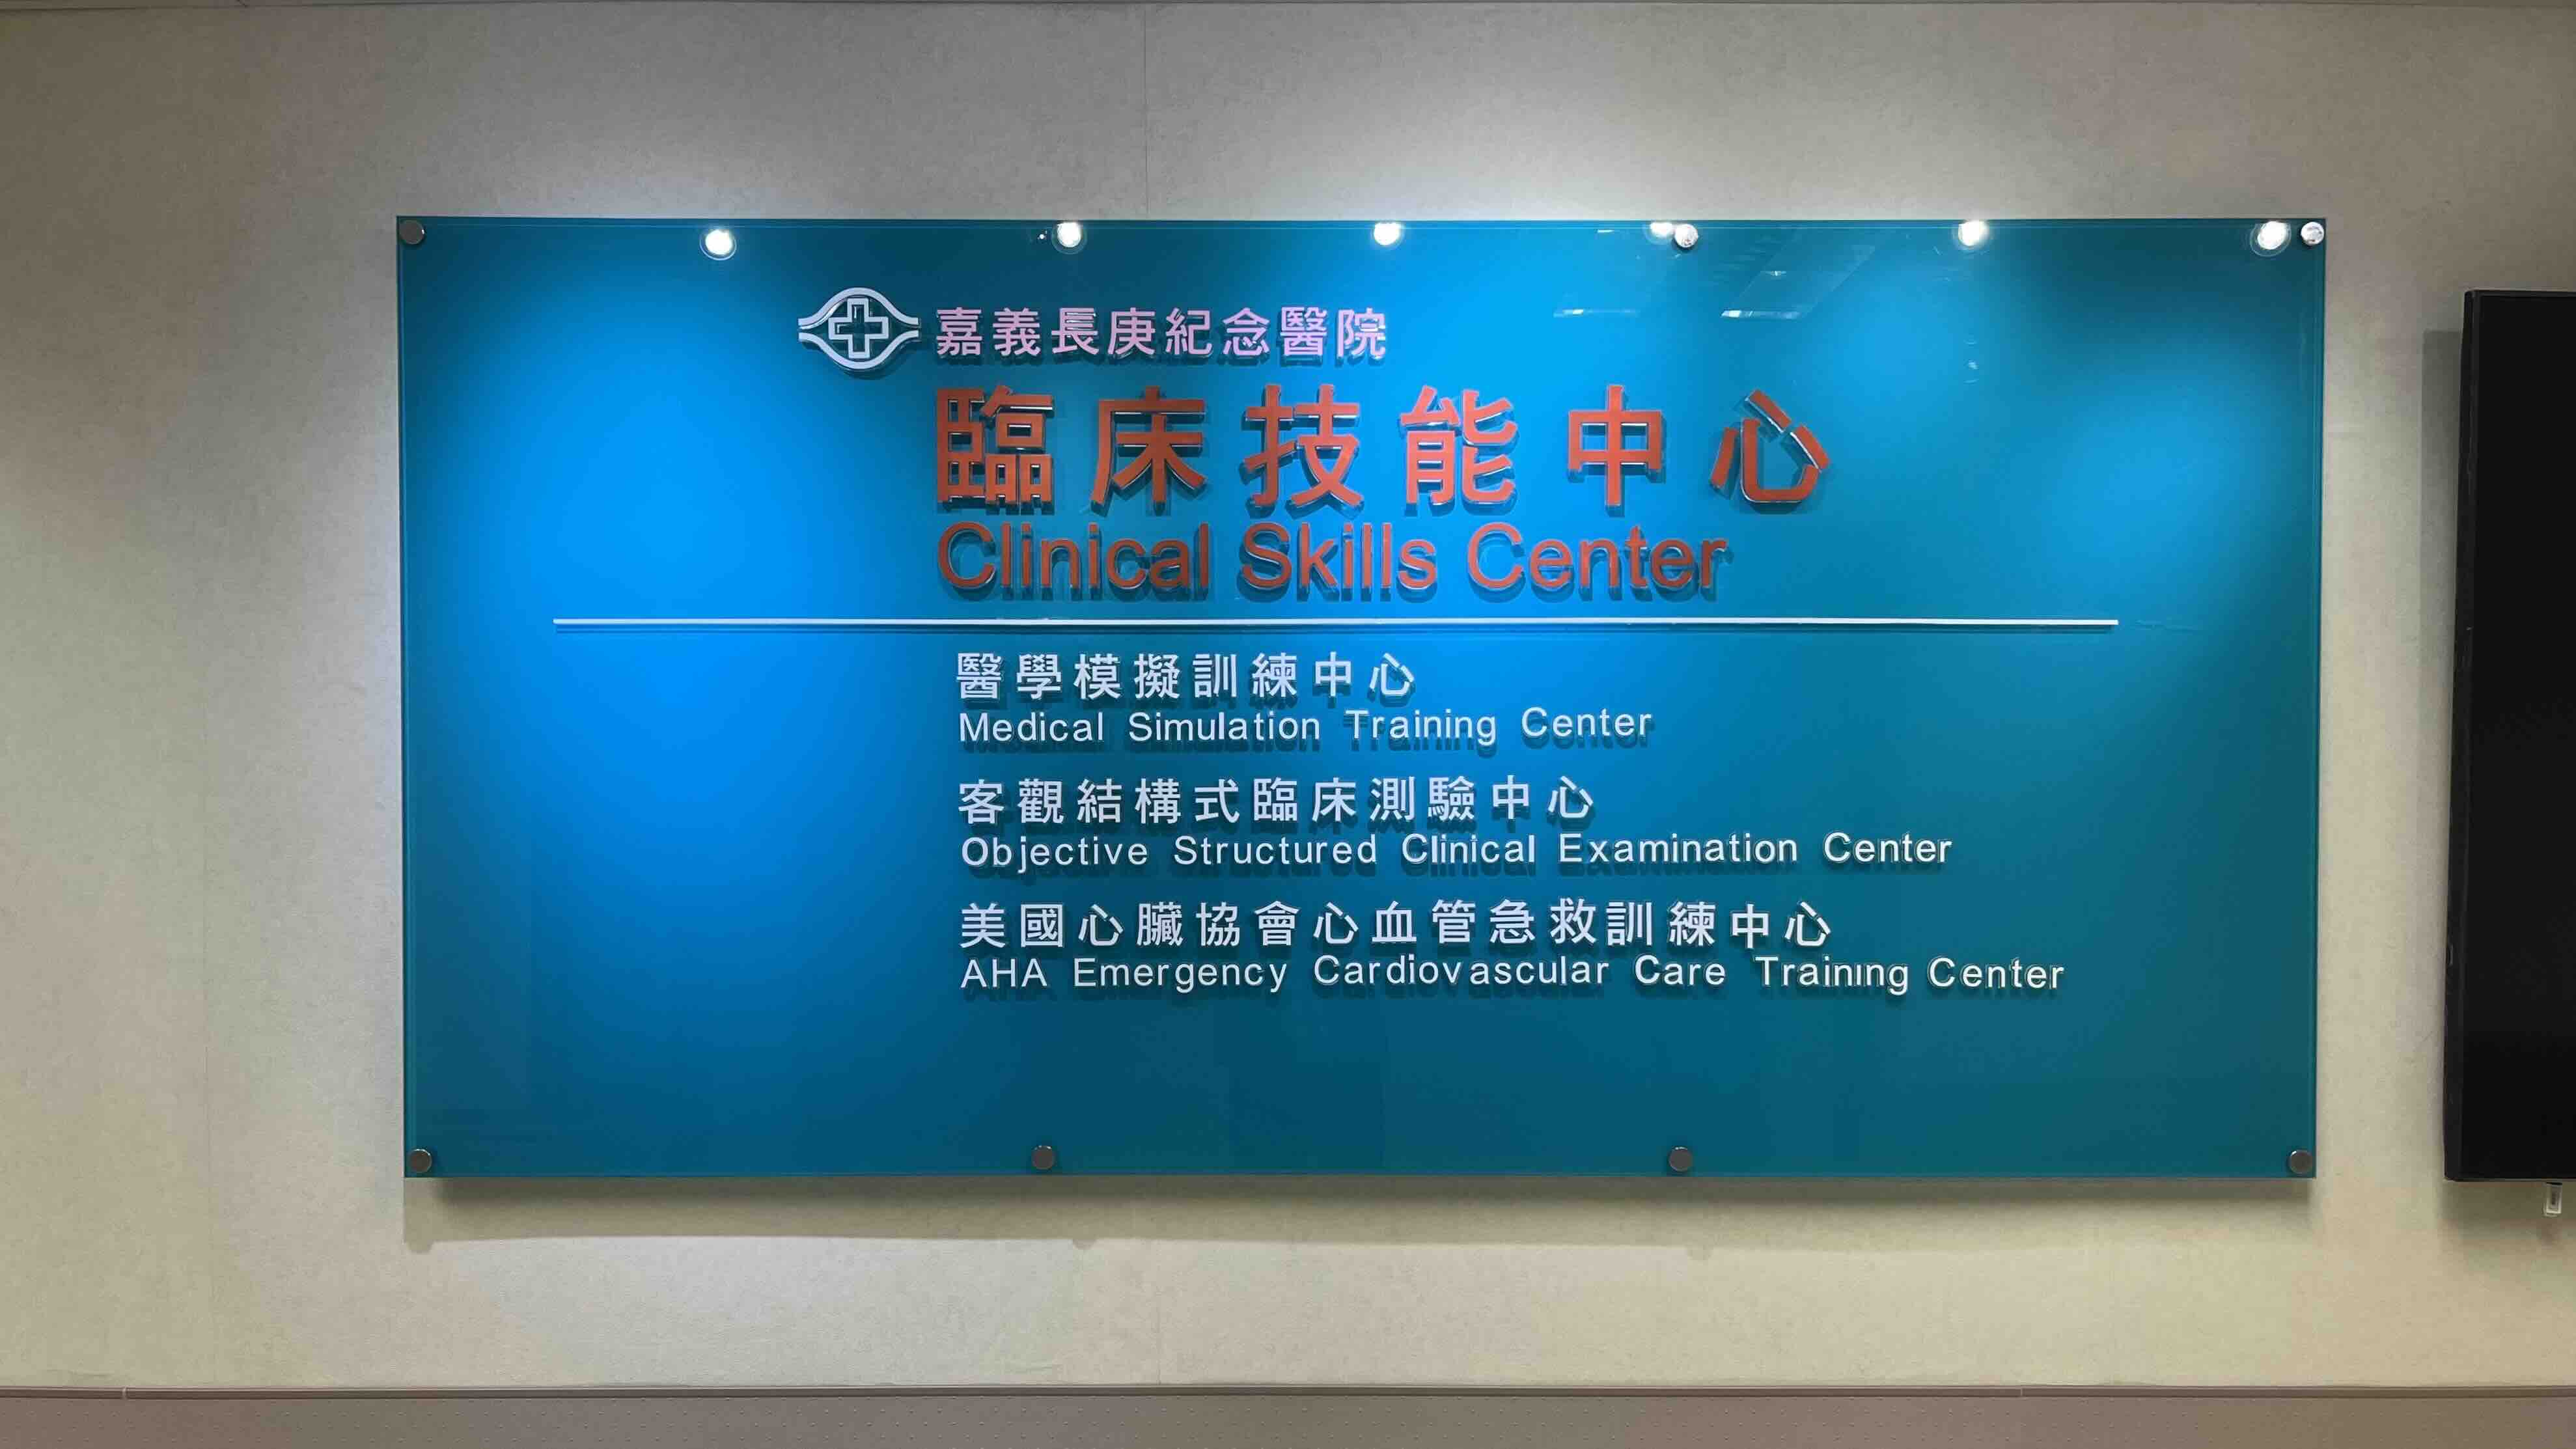 嘉義長庚紀念醫院
臨床技能中心
Clinical Skills Center
醫學模擬訓練中心
Medical Simulation Training Center
客觀結構式臨床測驗中心
Objective Structured Clinical Examination Center
美國心臟協會心血管急救訓練中心
AHA Emergency Cardiovascular Care Training Center